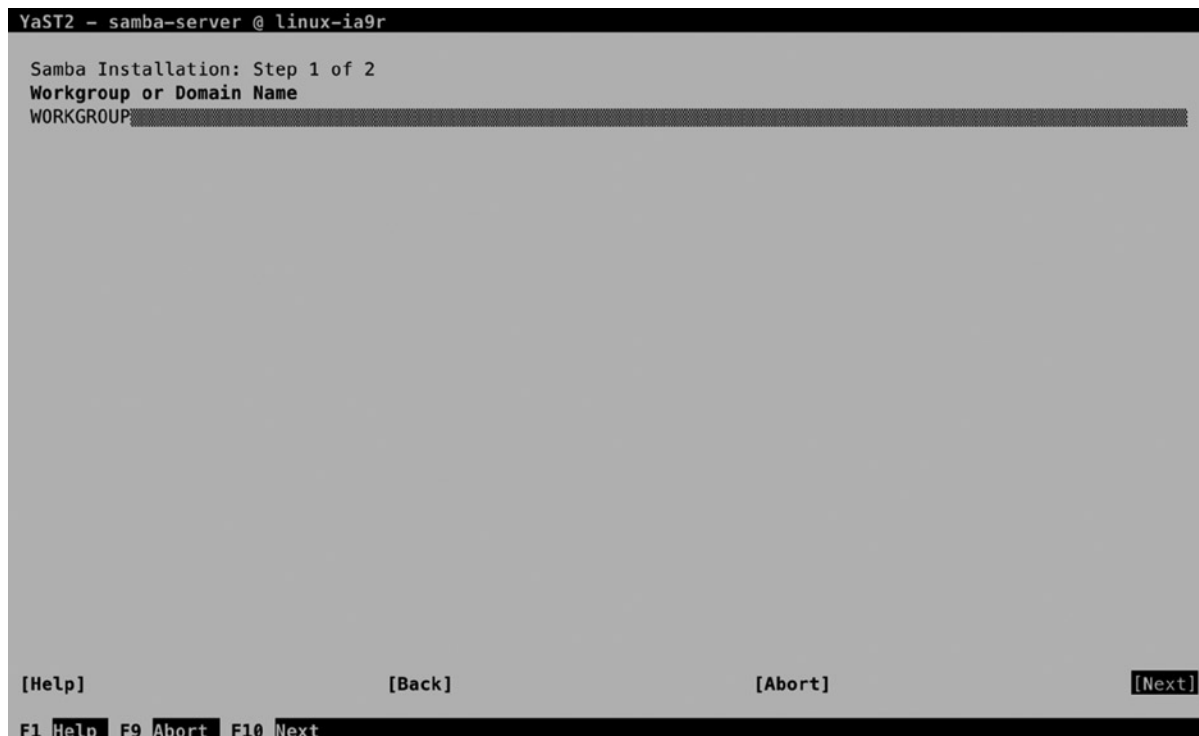 YaST2 – samba-server @ linux-ia9r
Samba Installation: Step 1 of 2
Workgroup or Domain Name
WORKGROUP
[Help] [Back] [Abort] [Next]
F1 Help F9 Abort F10 Next